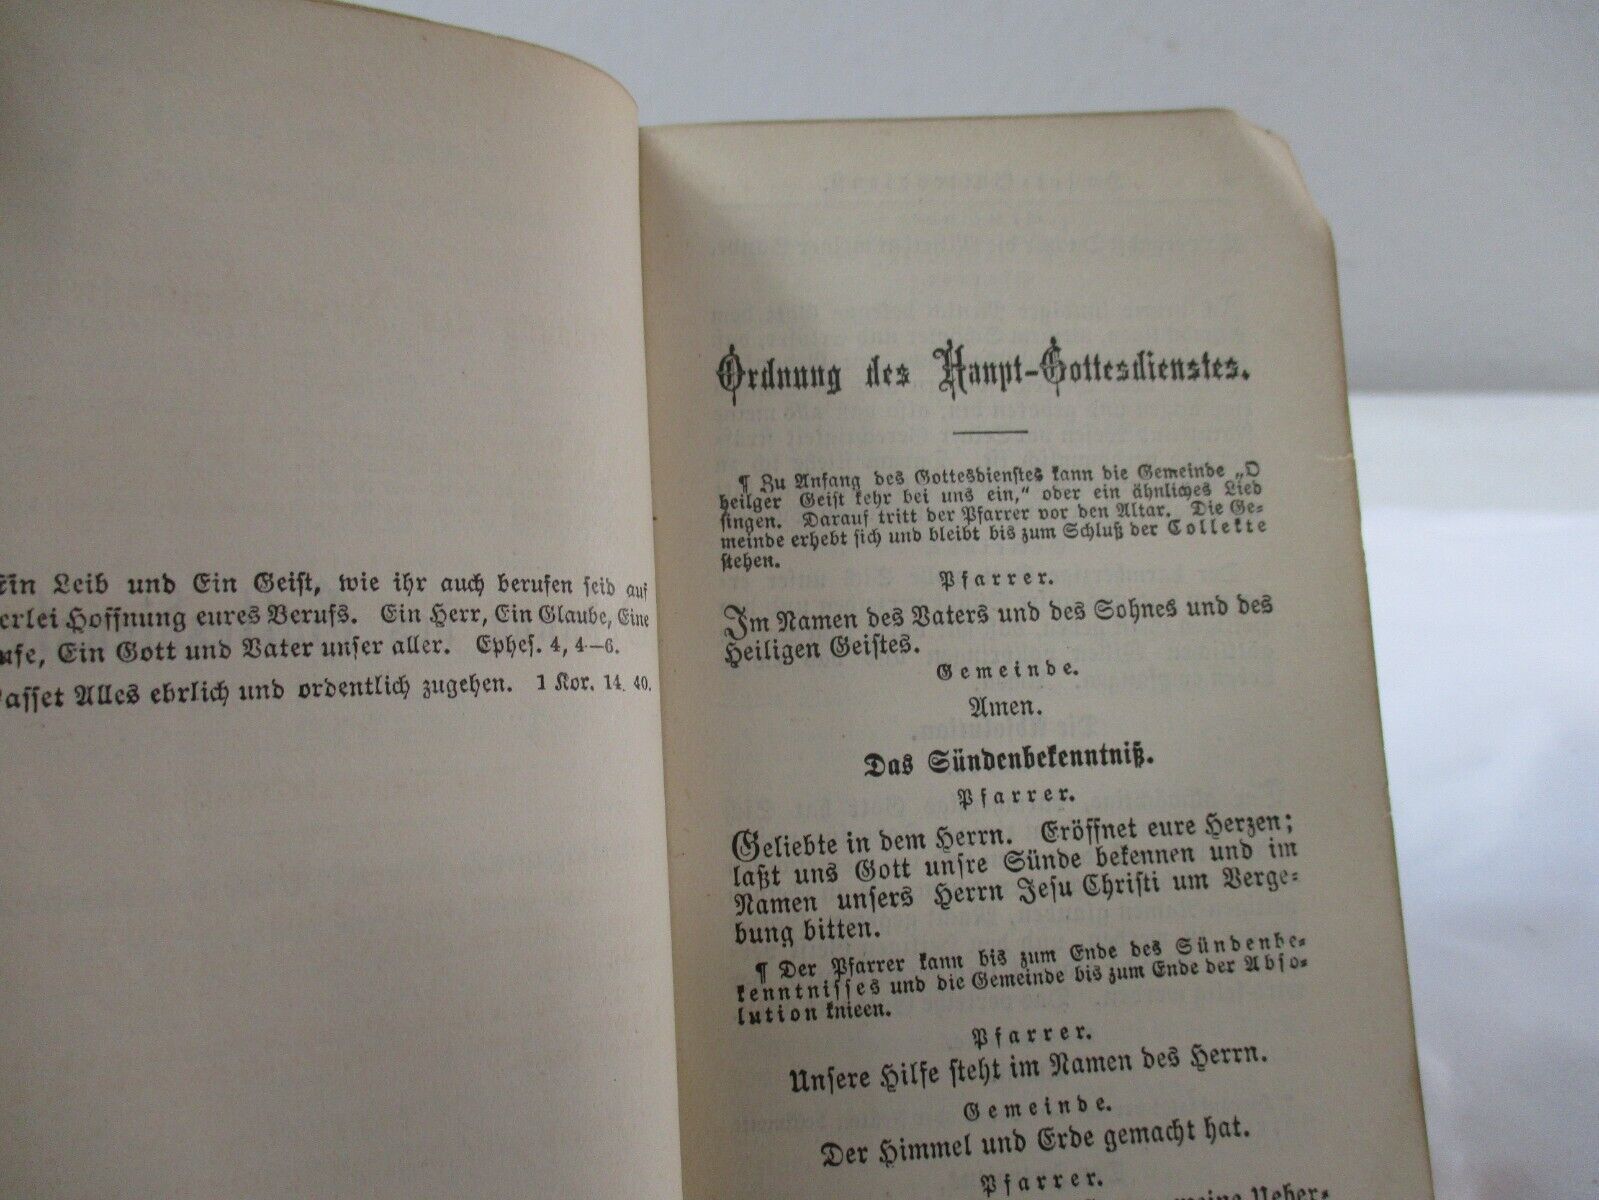 Ein Leib und Ein Geist, wie ihr auch berufen seid auf
erlei Hoffnung eures Berufs. Ein Herr, Ein Glaube, Eine
ufe, Ein Gott und Vater unser aller. Ephes. 4, 4–6.
asset Alles ehrlich und ordentlich zugehen. 1 Kor. 14. 40.
Ordnung des Haupt-Gottesdienstes.
¶ Zu Anfang des Gottesdienstes kann die Gemeinde „O
heilger Geist kehr bei uns ein,“ oder ein ähnliches Lied
singen. Darauf tritt der Pfarrer vor den Altar. Die Ge-
meinde erhebt sich und bleibt bis zum Schluß der Collekte
stehen.
Pfarrer.
Im Namen des Vaters und des Sohnes und des
Heiligen Geistes.
Gemeinde.
Amen.
Das Sündenbekenntniß.
Pfarrer.
Geliebte in dem Herrn. Eröffnet eure Herzen;
laßt uns Gott unsre Sünde bekennen und im
Namen unsers Herrn Jesu Christi um Verge-
bung bitten.
¶ Der Pfarrer kann bis zum Ende des Sündenbe-
kenntnisses und die Gemeinde bis zum Ende der Abso-
lution knieen.
Pfarrer.
Unsere Hilfe steht im Namen des Herrn.
Gemeinde.
Der Himmel und Erde gemacht hat.
Pfarrer.
meine Ueber-